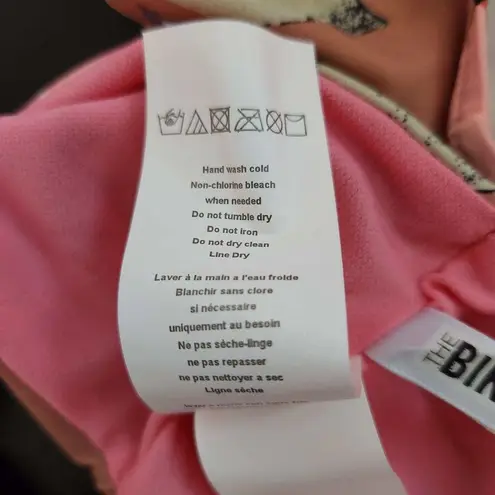 Hand wash cold
Non-chlorine bleach
when needed
Do not tumble dry
Do not iron
Do not dry clean
Line Dry
Laver à la main a l'eau froide
Blanchir sans clore
si nécessaire
uniquement au besoin
Ne pas séche-linge
ne pas repasser
ne pas nettoyer a sec
Ligne séche
THE